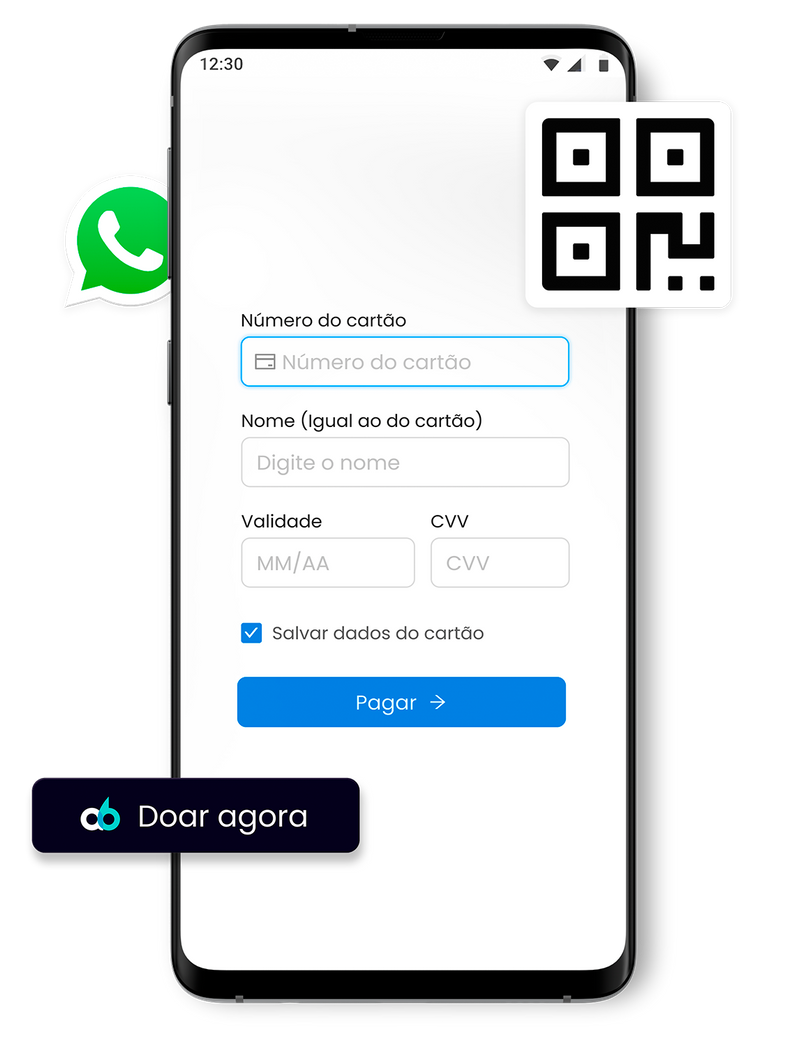 12:30
Número do cartão
Número do cartão
Nome (Igual ao do cartão)
Digite o nome
Validade CVV
MM/AA CVV
Salvar dados do cartão
Pagar →
Doar agora